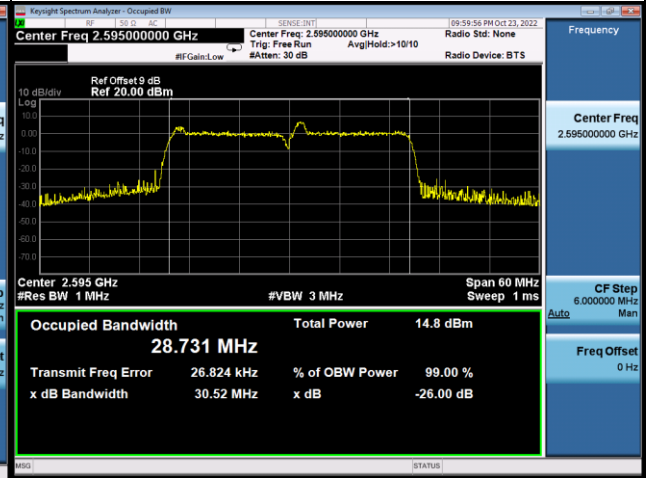 Keysight Spectrum Analyzer - Occupied BW
RF 50 Ω AC SENSE:INT 09:59:56 PM Oct 23, 2022
Center Freq 2.595000000 GHz
Center Freq: 2.595000000 GHz
Radio Std: None
Trig: Free Run Avg|Hold:>10/10
#IFGain:Low #Atten: 30 dB Radio Device: BTS
Ref Offset 9 dB
10 dB/div Ref 20.00 dBm
Log
10.0
0.00
-10.0
-20.0
-30.0
-40.0
-50.0
-60.0
-70.0
Center 2.595 GHz Span 60 MHz
#Res BW 1 MHz #VBW 3 MHz Sweep 1 ms
Occupied Bandwidth Total Power 14.8 dBm
28.731 MHz
Transmit Freq Error 26.824 kHz % of OBW Power 99.00 %
x dB Bandwidth 30.52 MHz x dB -26.00 dB
MSG STATUS
Frequency
Center Freq
2.595000000 GHz
CF Step
6.000000 MHz
Auto Man
Freq Offset
0 Hz